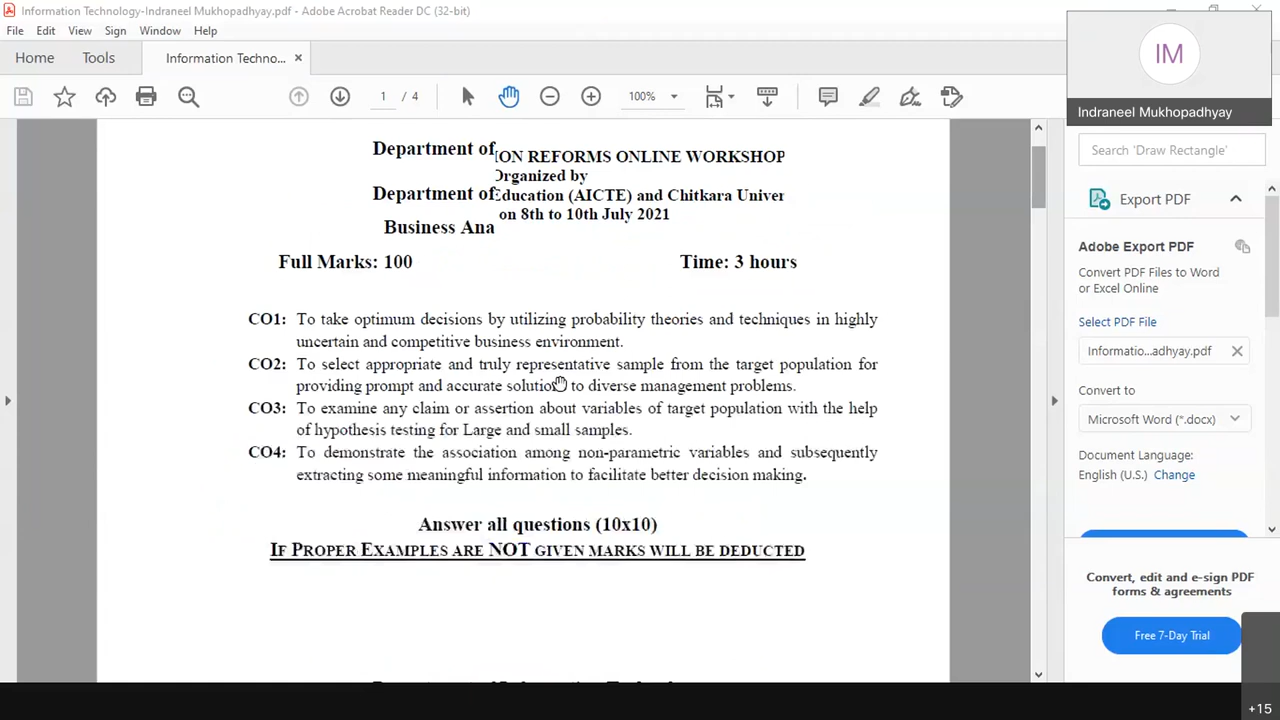 Information Technology-Indraneel Mukhopadhyay.pdf - Adobe Acrobat Reader DC (32-bit)
File Edit View Sign Window Help
Home Tools Information Techno... ×
1 / 4 100%
IM
Indraneel Mukhopadhyay
Department of
ION REFORMS ONLINE WORKSHOP
Organized by
Department of
Education (AICTE) and Chitkara Univer
on 8th to 10th July 2021
Business Ana
Full Marks: 100 Time: 3 hours
CO1: To take optimum decisions by utilizing probability theories and techniques in highly
uncertain and competitive business environment.
CO2: To select appropriate and truly representative sample from the target population for
providing prompt and accurate solution to diverse management problems.
CO3: To examine any claim or assertion about variables of target population with the help
of hypothesis testing for Large and small samples.
CO4: To demonstrate the association among non-parametric variables and subsequently
extracting some meaningful information to facilitate better decision making.
Answer all questions (10x10)
IF PROPER EXAMPLES ARE NOT GIVEN MARKS WILL BE DEDUCTED
Search 'Draw Rectangle'
Export PDF
Adobe Export PDF
Convert PDF Files to Word
or Excel Online
Select PDF File
Informatio...adhyay.pdf
Convert to
Microsoft Word (*.docx)
Document Language:
English (U.S.) Change
Convert, edit and e-sign PDF
forms & agreements
Free 7-Day Trial
+15